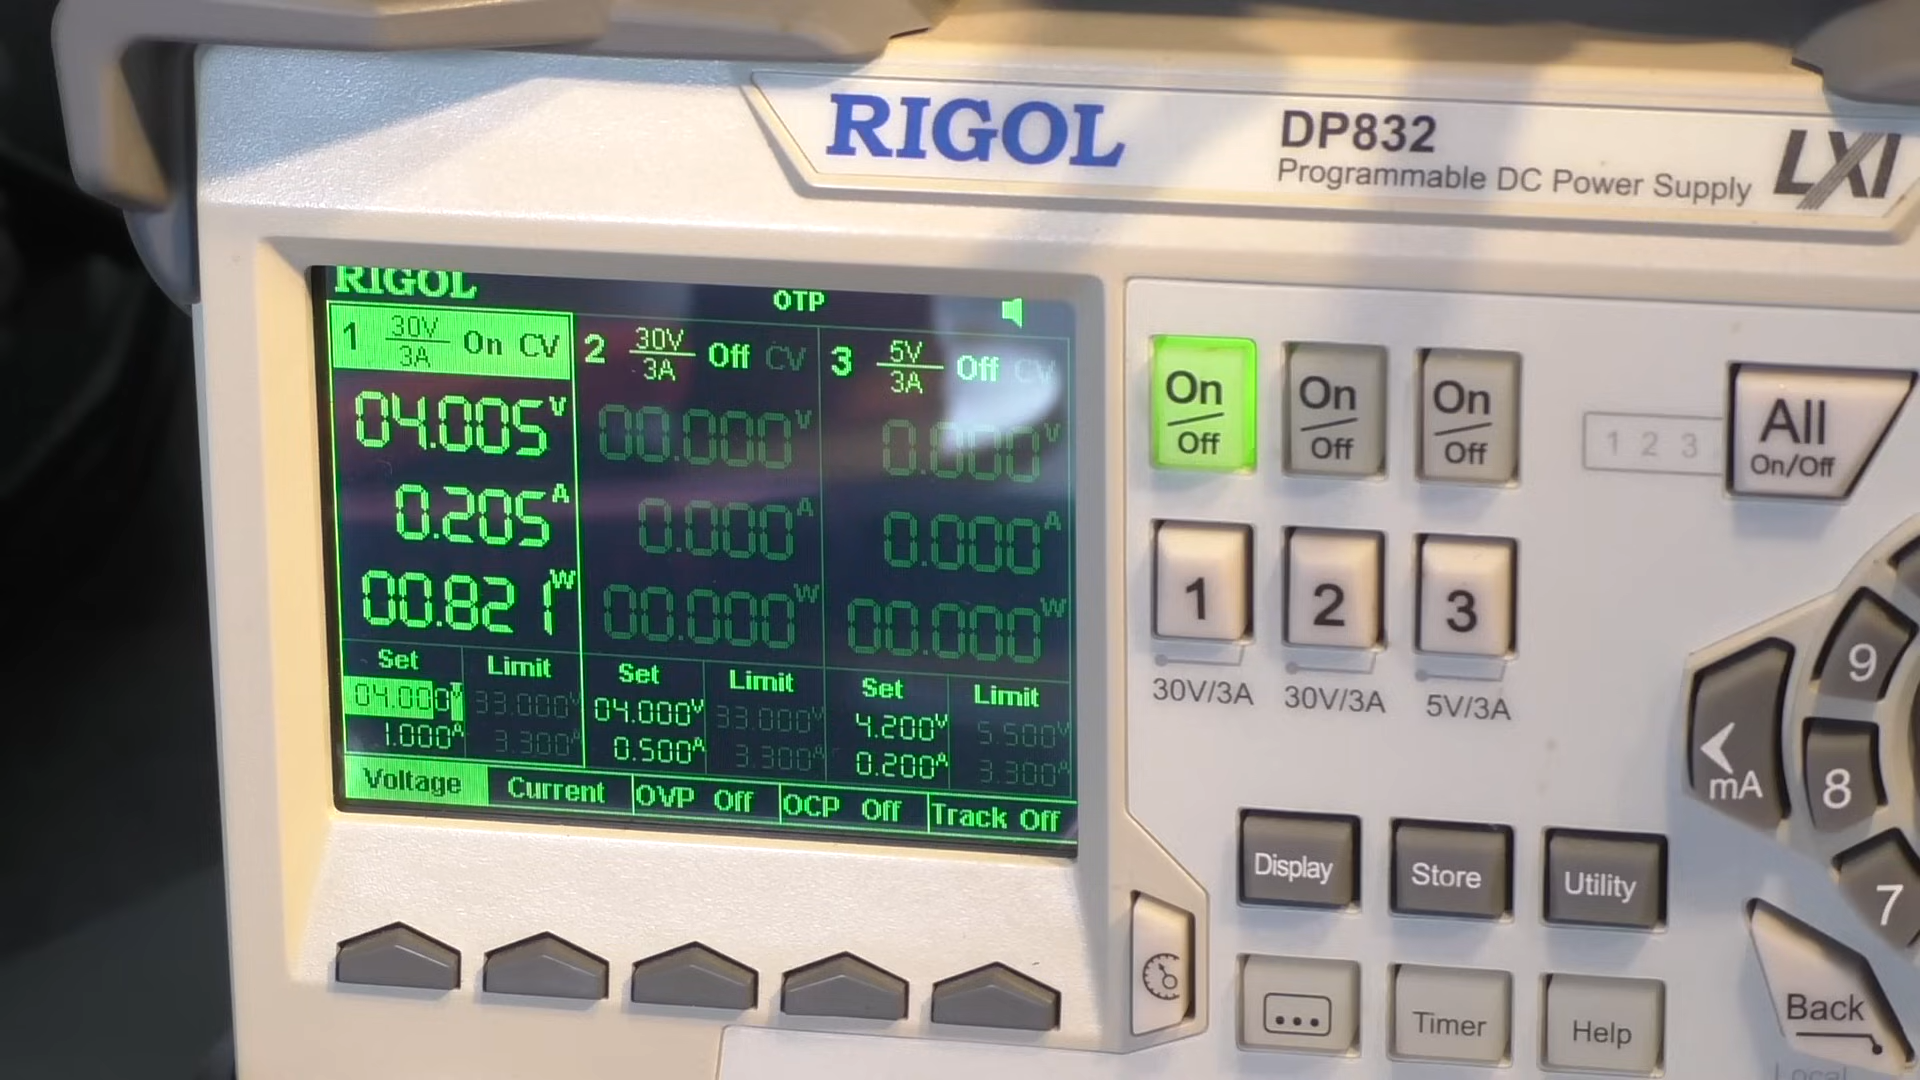 RIGOL
DP832
Programmable DC Power Supply
LXI
RIGOL
OTP
1 30V/3A On CV
2 30V/3A Off CV
3 5V/3A Off CV
04.005V
00.000V
0.000V
0.205A
0.000A
0.000A
00.821W
00.000W
00.000W
Set Limit
Set Limit
Set Limit
04.000V 33.000V
04.000V 33.000V
4.200V 5.500V
1.000A 3.300A
0.500A 3.300A
0.200A 3.300A
Voltage Current OVP Off OCP Off Track Off
On/Off
On/Off
On/Off
1 2 3
All
On/Off
1
2
3
30V/3A
30V/3A
5V/3A
9
mA
8
7
Display
Store
Utility
Timer
Help
Back
Local